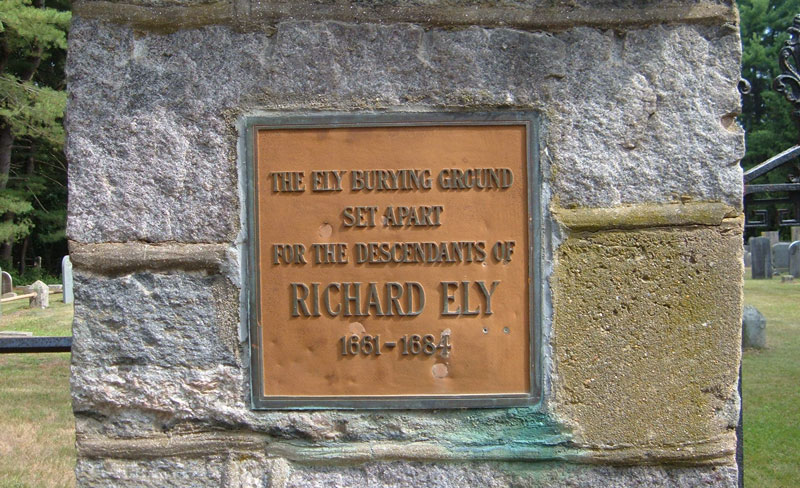 THE ELY BURYING GROUND
SET APART
FOR THE DESCENDANTS OF
RICHARD ELY
1661-1684